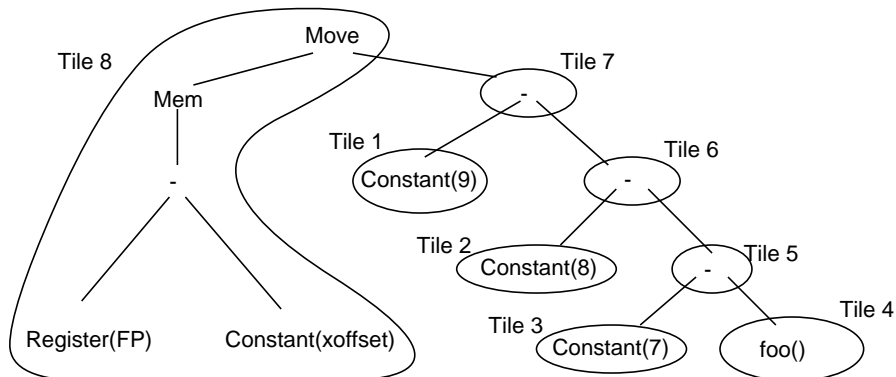 Move
Tile 8
Tile 7
Mem
-
Tile 1
Tile 6
Constant(9)
-
-
Tile 2
Tile 5
Constant(8)
-
Tile 3
Tile 4
Register(FP)
Constant(xoffset)
Constant(7)
foo()